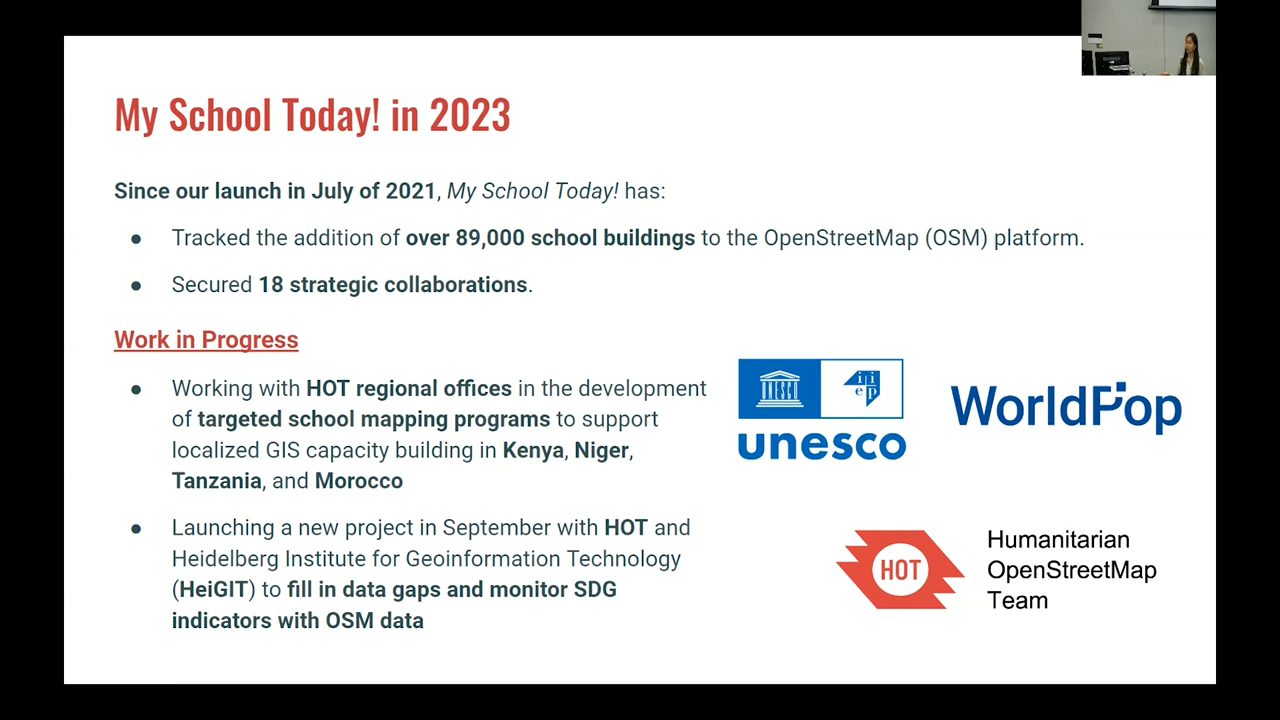 My School Today! in 2023
Since our launch in July of 2021, My School Today! has:
● Tracked the addition of over 89,000 school buildings to the OpenStreetMap (OSM) platform.
● Secured 18 strategic collaborations.
Work in Progress
● Working with HOT regional offices in the development
of targeted school mapping programs to support
localized GIS capacity building in Kenya, Niger,
Tanzania, and Morocco
● Launching a new project in September with HOT and
Heidelberg Institute for Geoinformation Technology
(HeiGIT) to fill in data gaps and monitor SDG
indicators with OSM data
UNESCO
iiep
unesco
WorldPop
HOT
Humanitarian
OpenStreetMap
Team